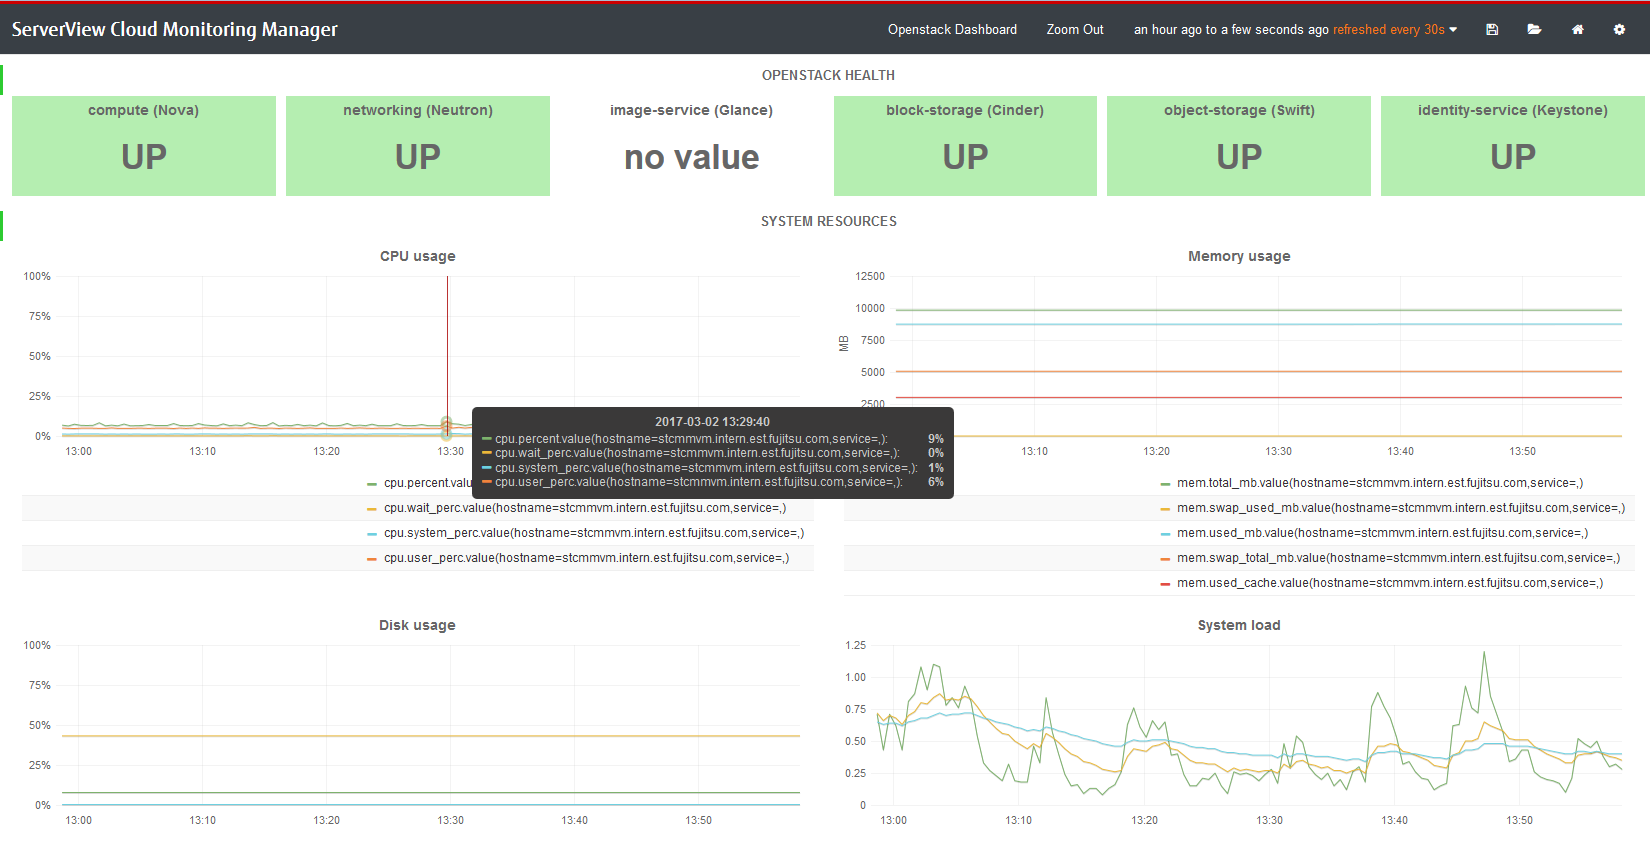 ServerView Cloud Monitoring Manager
Openstack Dashboard Zoom Out an hour ago to a few seconds ago refreshed every 30s
OPENSTACK HEALTH
compute (Nova) networking (Neutron) image-service (Glance) block-storage (Cinder) object-storage (Swift) identity-service (Keystone)
UP UP no value UP UP UP
SYSTEM RESOURCES
CPU usage
100%
75%
50%
25%
0%
13:00 13:10 13:20 13:30
2017-03-02 13:29:40
cpu.percent.value(hostname=stcmmvm.intern.est.fujitsu.com,service=,): 9%
cpu.wait_perc.value(hostname=stcmmvm.intern.est.fujitsu.com,service=,): 0%
cpu.system_perc.value(hostname=stcmmvm.intern.est.fujitsu.com,service=,): 1%
cpu.user_perc.value(hostname=stcmmvm.intern.est.fujitsu.com,service=,): 6%
cpu.percent.valu
cpu.wait_perc.value(hostname=stcmmvm.intern.est.fujitsu.com,service=,)
cpu.system_perc.value(hostname=stcmmvm.intern.est.fujitsu.com,service=,)
cpu.user_perc.value(hostname=stcmmvm.intern.est.fujitsu.com,service=,)
Memory usage
12500
10000
7500
5000
2500
MB
13:10 13:20 13:30 13:40 13:50
mem.total_mb.value(hostname=stcmmvm.intern.est.fujitsu.com,service=,)
mem.swap_used_mb.value(hostname=stcmmvm.intern.est.fujitsu.com,service=,)
mem.used_mb.value(hostname=stcmmvm.intern.est.fujitsu.com,service=,)
mem.swap_total_mb.value(hostname=stcmmvm.intern.est.fujitsu.com,service=,)
mem.used_cache.value(hostname=stcmmvm.intern.est.fujitsu.com,service=,)
Disk usage
100%
75%
50%
25%
0%
13:00 13:10 13:20 13:30 13:40 13:50
System load
1.25
1.00
0.75
0.50
0.25
0
13:00 13:10 13:20 13:30 13:40 13:50